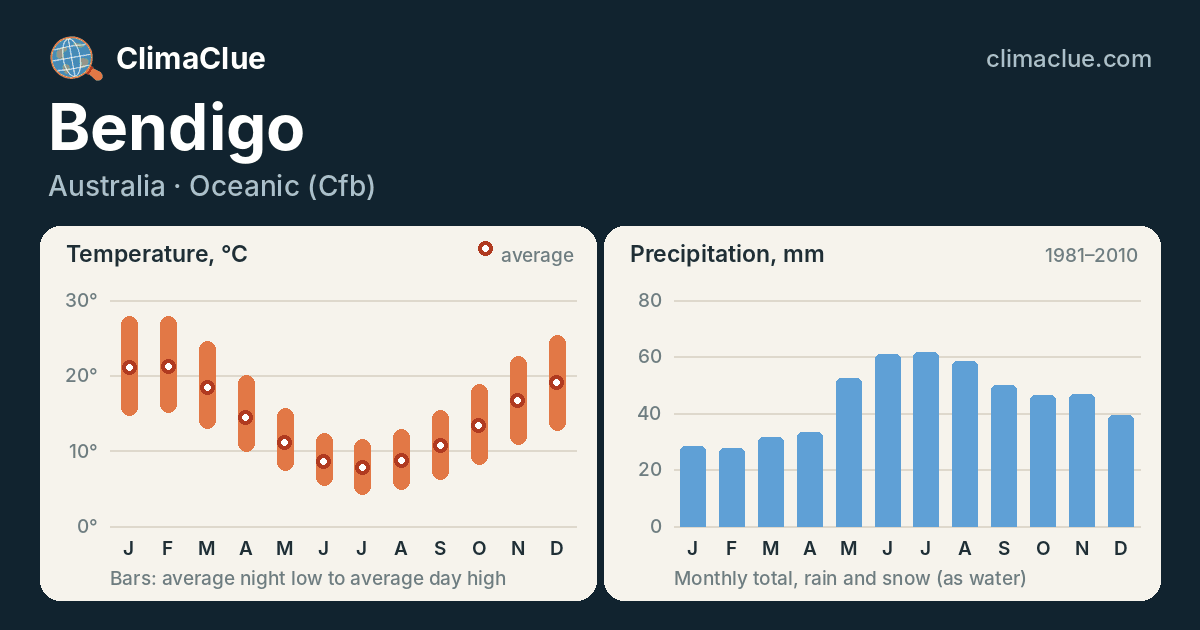 ClimaClue
climaclue.com
Bendigo
Australia · Oceanic (Cfb)
Temperature, °C
average
30°
20°
10°
0°
J F M A M J J A S O N D
Bars: average night low to average day high
Precipitation, mm
1981–2010
80
60
40
20
0
J F M A M J J A S O N D
Monthly total, rain and snow (as water)